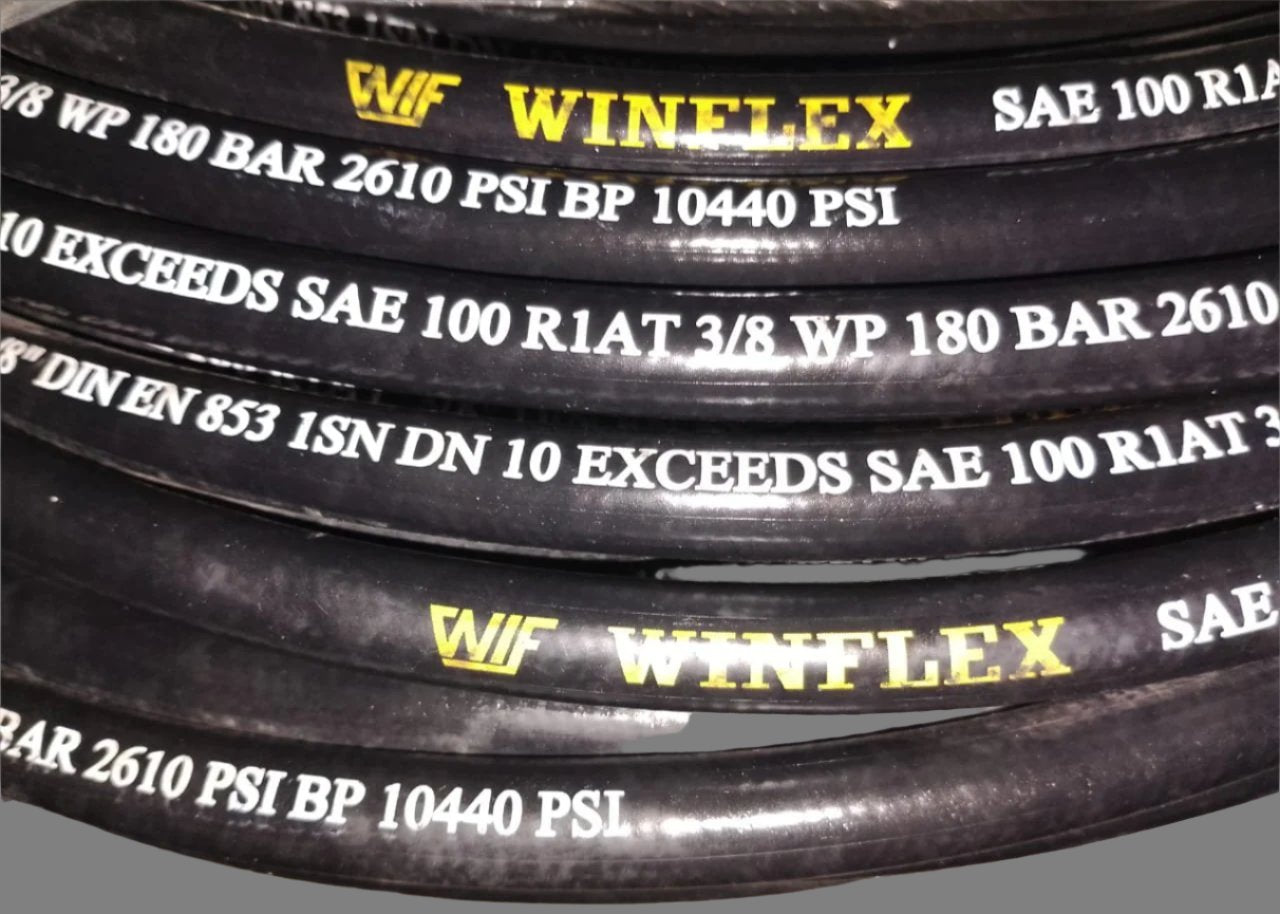 WIF WINFLEX SAE 100 R1A
3/8 WP 180 BAR 2610 PSI BP 10440 PSI
10 EXCEEDS SAE 100 R1AT 3/8 WP 180 BAR 2610
8" DIN EN 853 1SN DN 10 EXCEEDS SAE 100 R1AT 3
WIF WINFLEX SAE
BAR 2610 PSI BP 10440 PSI